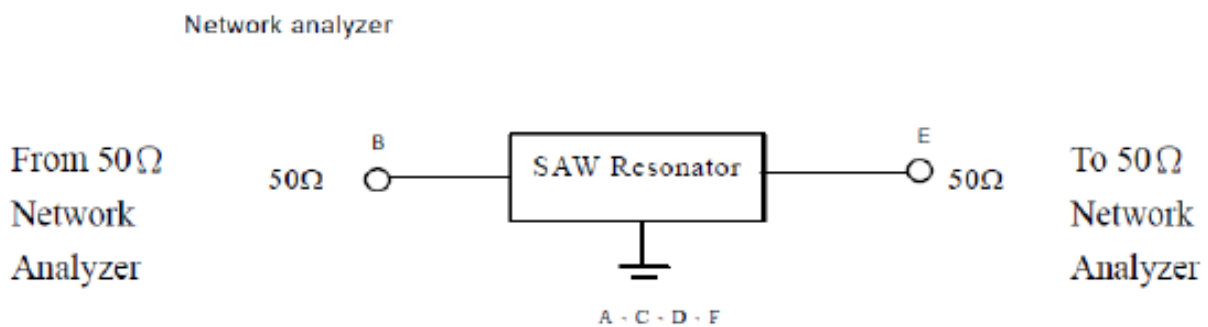 Network analyzer
From 50Ω
Network
Analyzer
50Ω
B
SAW Resonator
E
50Ω
To 50Ω
Network
Analyzer
A - C - D - F